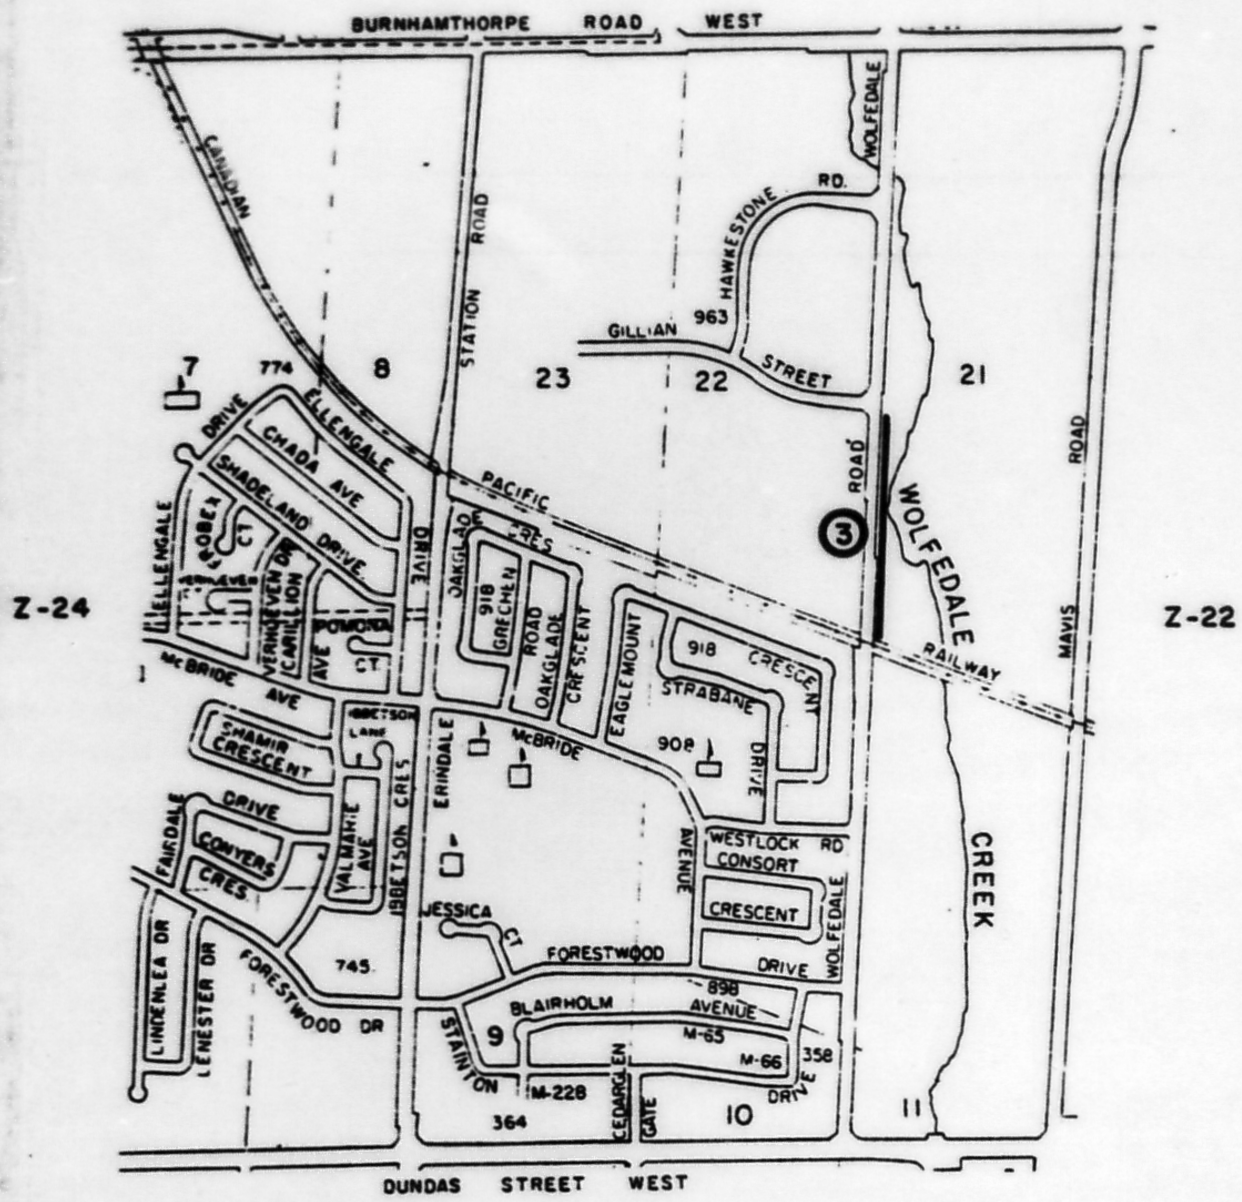 BURNHAMTHORPE ROAD WEST
WOLFEDALE
CANADIAN
RD.
HAWKESTONE
ROAD
STATION
963
GILLIAN
STREET
7
774
8
23
22
21
DRIVE
ELLENGALE
CHADA AVE
ROAD
ROAD
SHADELAND DRIVE
PACIFIC
WOLFEDALE
ELLENGALE
FROBEX CT
DRIVE
OAKGLADE CRES
3
Z-24
VERHOEVEN DR
CARILLION AVE
POMONA
CT.
918
GRECHEN
ROAD
OAKGLADE
CRESCENT
EAGLEMOUNT
918
CRESCENT
STRABANE
DRIVE
RAILWAY
MAVIS
Z-22
McBRIDE AVE
IBBETSON
LANE
SHAMIR
CRESCENT
ERINDALE
McBRIDE
908
AVENUE
FAIRDALE
DRIVE
CONVERS
CRES.
VALMARIE
AVE
IBBETSON CRES
WESTLOCK RD
CONSORT
CRESCENT
WOLFEDALE
CREEK
JESSICA
CT
LINDENLEA DR
LENESTER DR
FORESTWOOD DR
745
FORESTWOOD DRIVE
898
BLAIRHOLM AVENUE
STAINTON
9
M-65
M-66
358
DRIVE
M-228
364
CEDARGLEN
GATE
10
11
DUNDAS STREET WEST